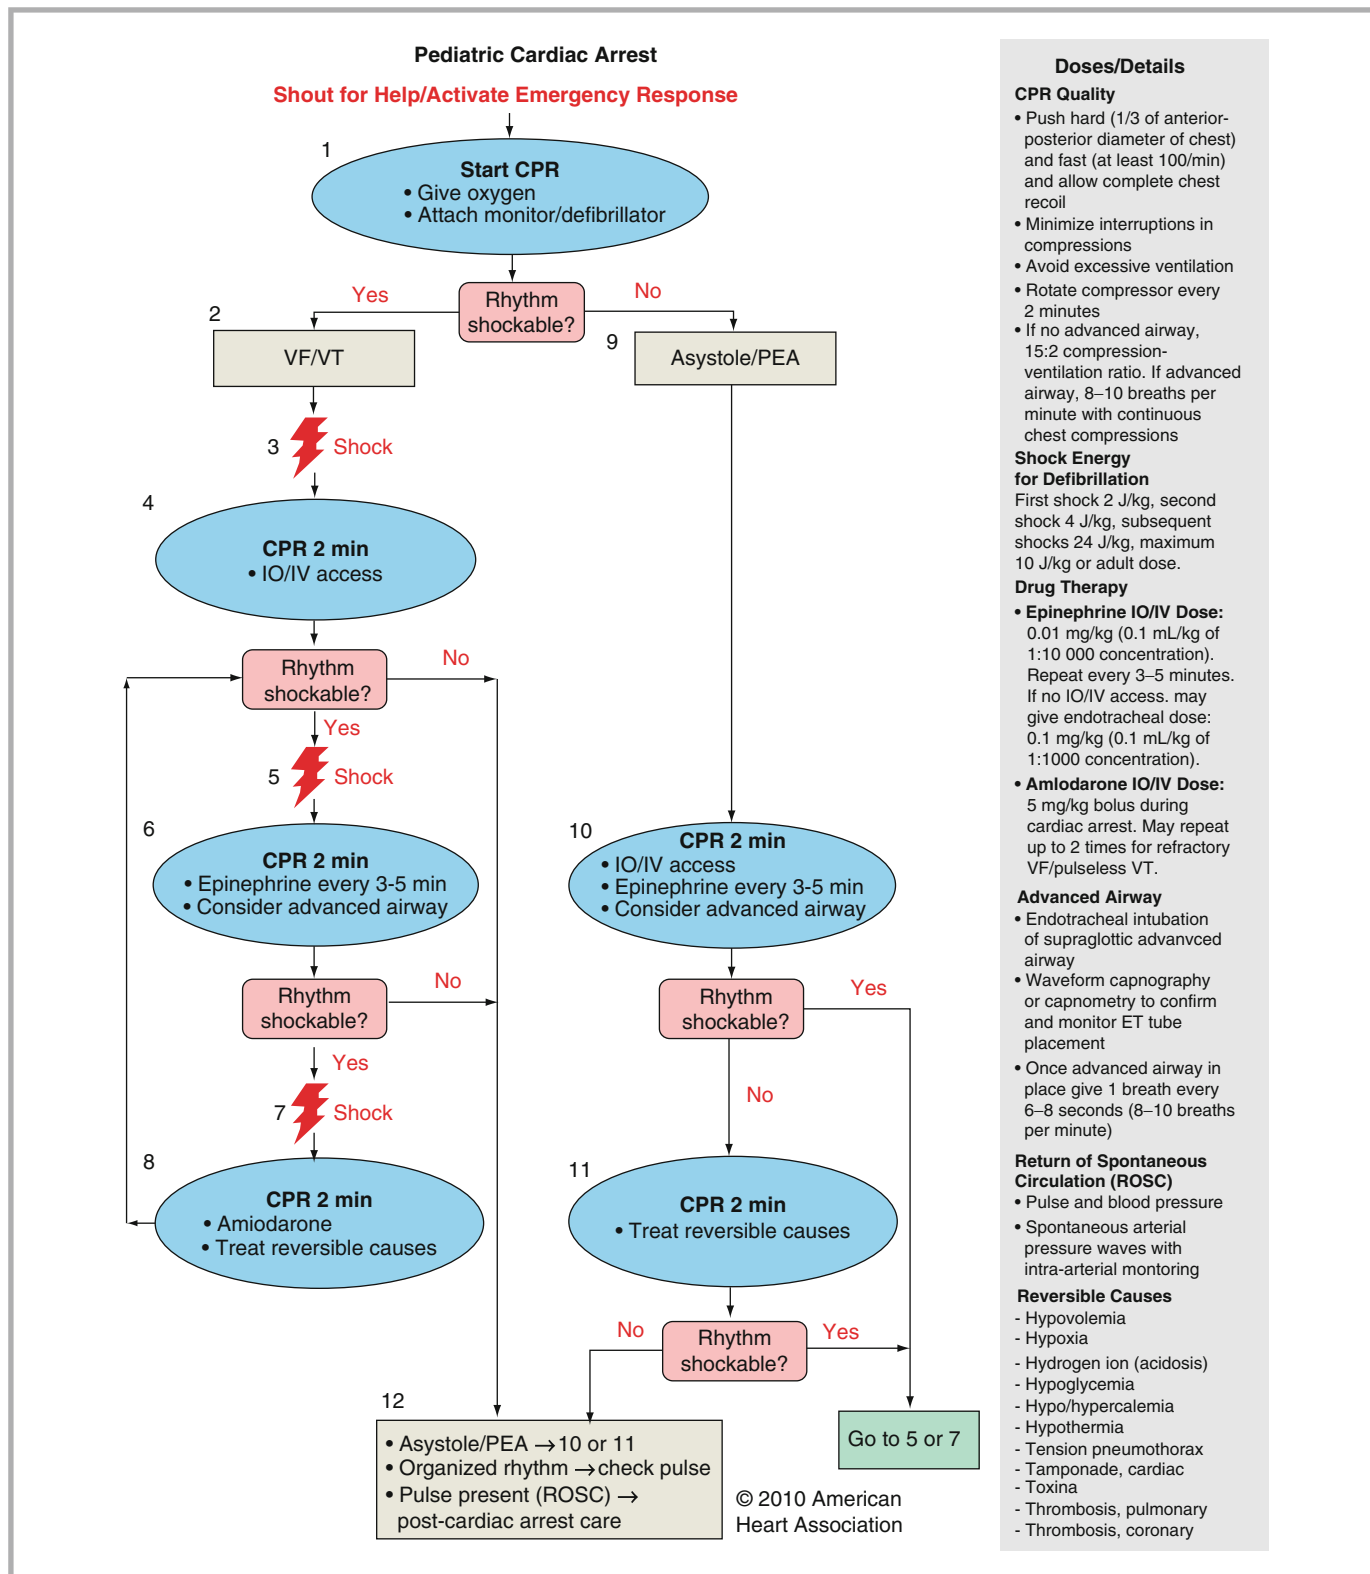 Pediatric Cardiac Arrest
Shout for Help/Activate Emergency Response
1
Start CPR
• Give oxygen
• Attach monitor/defibrillator
Rhythm
shockable?
Yes
No
2
VF/VT
9
Asystole/PEA
3
Shock
4
CPR 2 min
• IO/IV access
Rhythm
shockable?
No
Yes
5
Shock
6
CPR 2 min
• Epinephrine every 3-5 min
• Consider advanced airway
Rhythm
shockable?
No
Yes
7
Shock
8
CPR 2 min
• Amiodarone
• Treat reversible causes
10
CPR 2 min
• IO/IV access
• Epinephrine every 3-5 min
• Consider advanced airway
Rhythm
shockable?
Yes
No
11
CPR 2 min
• Treat reversible causes
No
Rhythm
shockable?
Yes
12
• Asystole/PEA → 10 or 11
• Organized rhythm → check pulse
• Pulse present (ROSC) →
post-cardiac arrest care
Go to 5 or 7
© 2010 American
Heart Association
Doses/Details
CPR Quality
• Push hard (1/3 of anterior-
posterior diameter of chest)
and fast (at least 100/min)
and allow complete chest
recoil
• Minimize interruptions in
compressions
• Avoid excessive ventilation
• Rotate compressor every
2 minutes
• If no advanced airway,
15:2 compression-
ventilation ratio. If advanced
airway, 8–10 breaths per
minute with continuous
chest compressions
Shock Energy
for Defibrillation
First shock 2 J/kg, second
shock 4 J/kg, subsequent
shocks 24 J/kg, maximum
10 J/kg or adult dose.
Drug Therapy
• Epinephrine IO/IV Dose:
0.01 mg/kg (0.1 mL/kg of
1:10 000 concentration).
Repeat every 3–5 minutes.
If no IO/IV access. may
give endotracheal dose:
0.1 mg/kg (0.1 mL/kg of
1:1000 concentration).
• Amlodarone IO/IV Dose:
5 mg/kg bolus during
cardiac arrest. May repeat
up to 2 times for refractory
VF/pulseless VT.
Advanced Airway
• Endotracheal intubation
of supraglottic advanvced
airway
• Waveform capnography
or capnometry to confirm
and monitor ET tube
placement
• Once advanced airway in
place give 1 breath every
6–8 seconds (8–10 breaths
per minute)
Return of Spontaneous
Circulation (ROSC)
• Pulse and blood pressure
• Spontaneous arterial
pressure waves with
intra-arterial montoring
Reversible Causes
- Hypovolemia
- Hypoxia
- Hydrogen ion (acidosis)
- Hypoglycemia
- Hypo/hypercalemia
- Hypothermia
- Tension pneumothorax
- Tamponade, cardiac
- Toxina
- Thrombosis, pulmonary
- Thrombosis, coronary